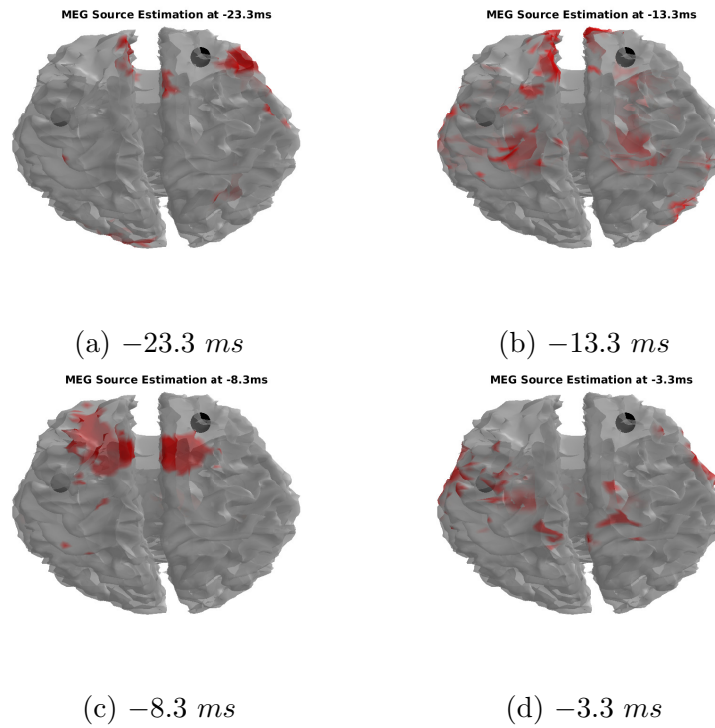 MEG Source Estimation at -23.3ms
MEG Source Estimation at -13.3ms
(a) −23.3 ms
(b) −13.3 ms
MEG Source Estimation at -8.3ms
MEG Source Estimation at -3.3ms
(c) −8.3 ms
(d) −3.3 ms